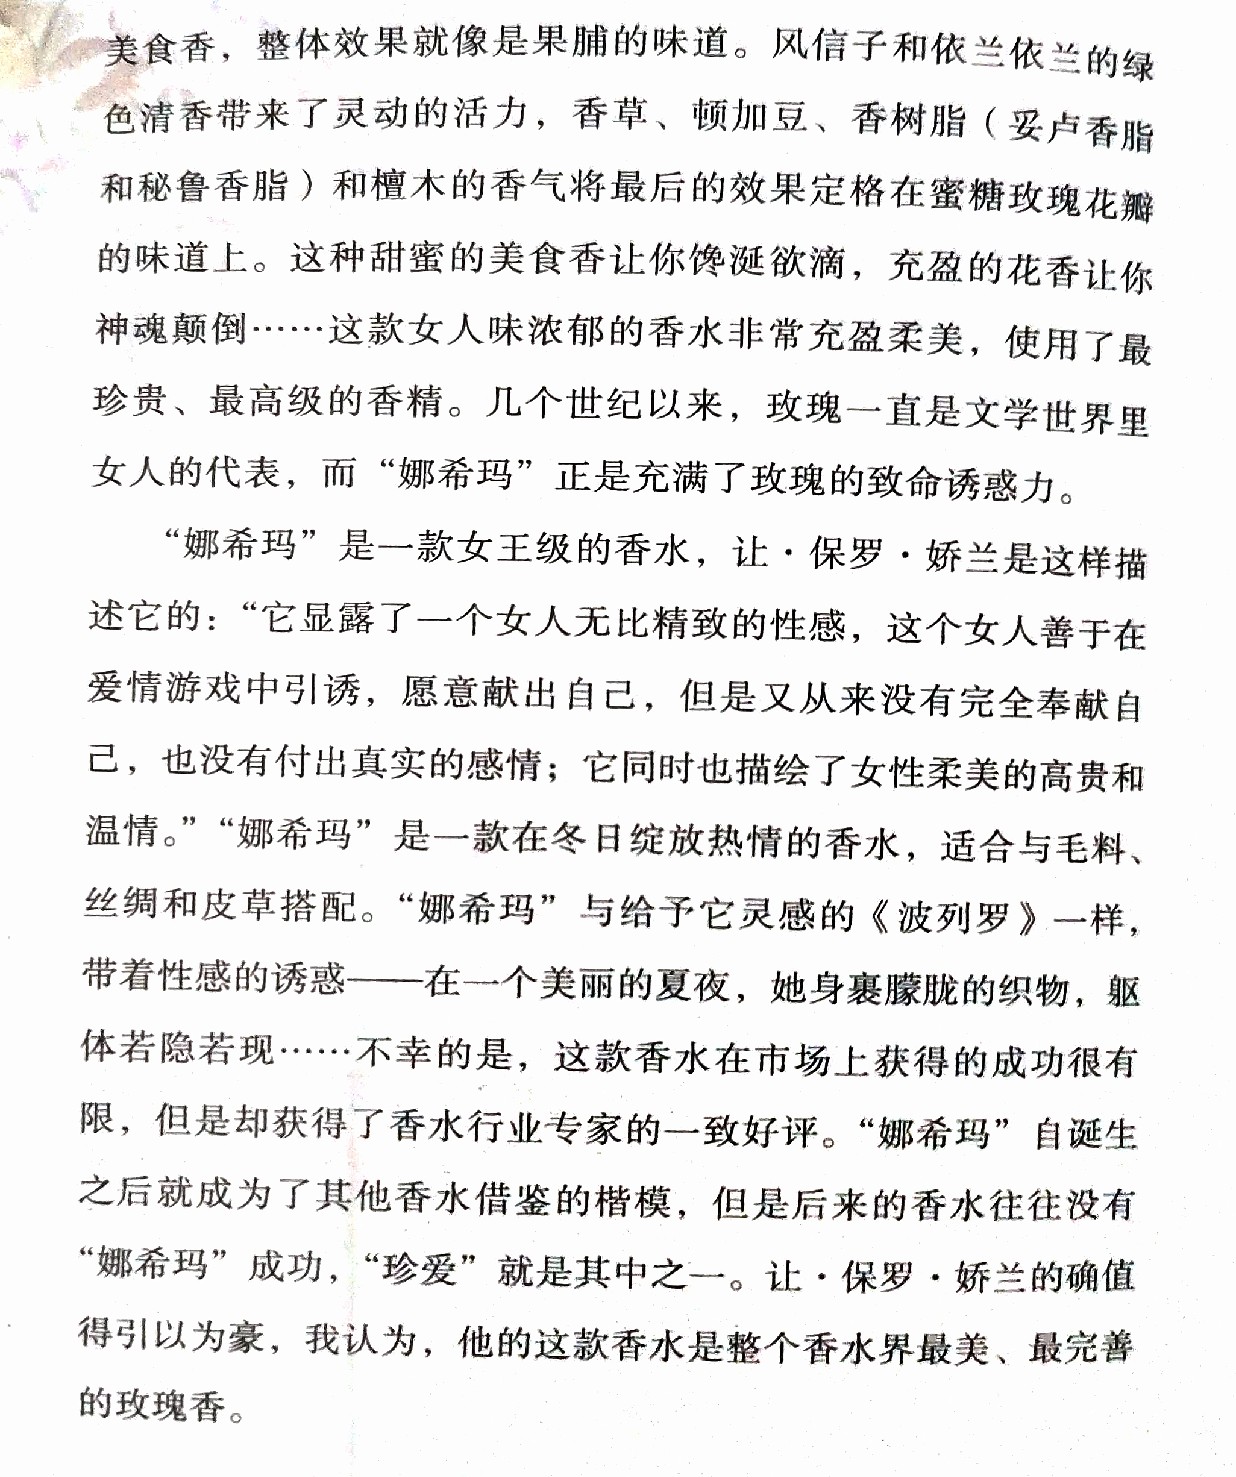 美食香，整体效果就像是果脯的味道。风信子和依兰依兰的绿
色清香带来了灵动的活力，香草、顿加豆、香树脂（妥卢香脂
和秘鲁香脂）和檀木的香气将最后的效果定格在蜜糖玫瑰花瓣
的味道上。这种甜蜜的美食香让你馋涎欲滴，充盈的花香让你
神魂颠倒……这款女人味浓郁的香水非常充盈柔美，使用了最
珍贵、最高级的香精。几个世纪以来，玫瑰一直是文学世界里
女人的代表，而“娜希玛”正是充满了玫瑰的致命诱惑力。
“娜希玛”是一款女王级的香水，让·保罗·娇兰是这样描
述它的：“它显露了一个女人无比精致的性感，这个女人善于在
爱情游戏中引诱，愿意献出自己，但是又从来没有完全奉献自
己，也没有付出真实的感情；它同时也描绘了女性柔美的高贵和
温情。”“娜希玛”是一款在冬日绽放热情的香水，适合与毛料、
丝绸和皮草搭配。“娜希玛”与给予它灵感的《波列罗》一样，
带着性感的诱惑——在一个美丽的夏夜，她身裹朦胧的织物，躯
体若隐若现……不幸的是，这款香水在市场上获得的成功很有
限，但是却获得了香水行业专家的一致好评。“娜希玛”自诞生
之后就成为了其他香水借鉴的楷模，但是后来的香水往往没有
“娜希玛”成功，“珍爱”就是其中之一。让·保罗·娇兰的确值
得引以为豪，我认为，他的这款香水是整个香水界最美、最完善
的玫瑰香。